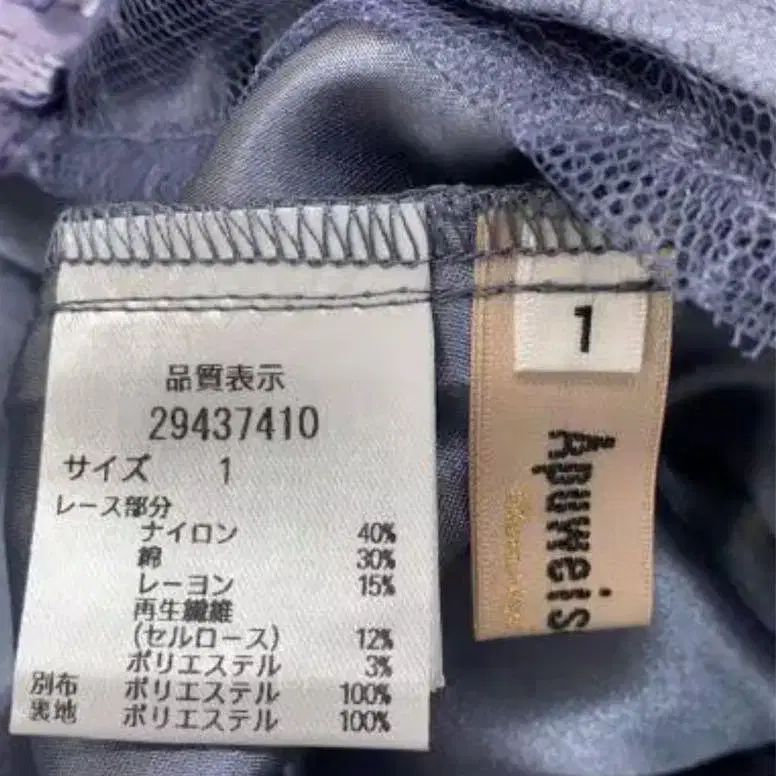 品質表示
29437410
サイズ 1
レース部分
ナイロン 40%
綿 30%
レーヨン 15%
再生繊維
(セルロース) 12%
ポリエステル 3%
別布 ポリエステル 100%
裏地 ポリエステル 100%
1
Apuweis